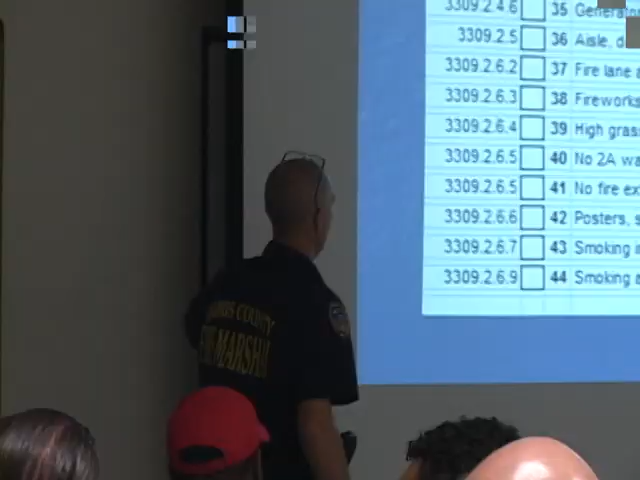 3309.2.4.6 35 Generator
3309.2.5 36 Aisle, d
3309.2.6.2 37 Fire lane a
3309.2.6.3 38 Fireworks
3309.2.6.4 39 High grass
3309.2.6.5 40 No 2A wa
3309.2.6.5 41 No fire ex
3309.2.6.6 42 Posters, s
3309.2.6.7 43 Smoking i
3309.2.6.9 44 Smoking a
COUNTY
MARSHAL